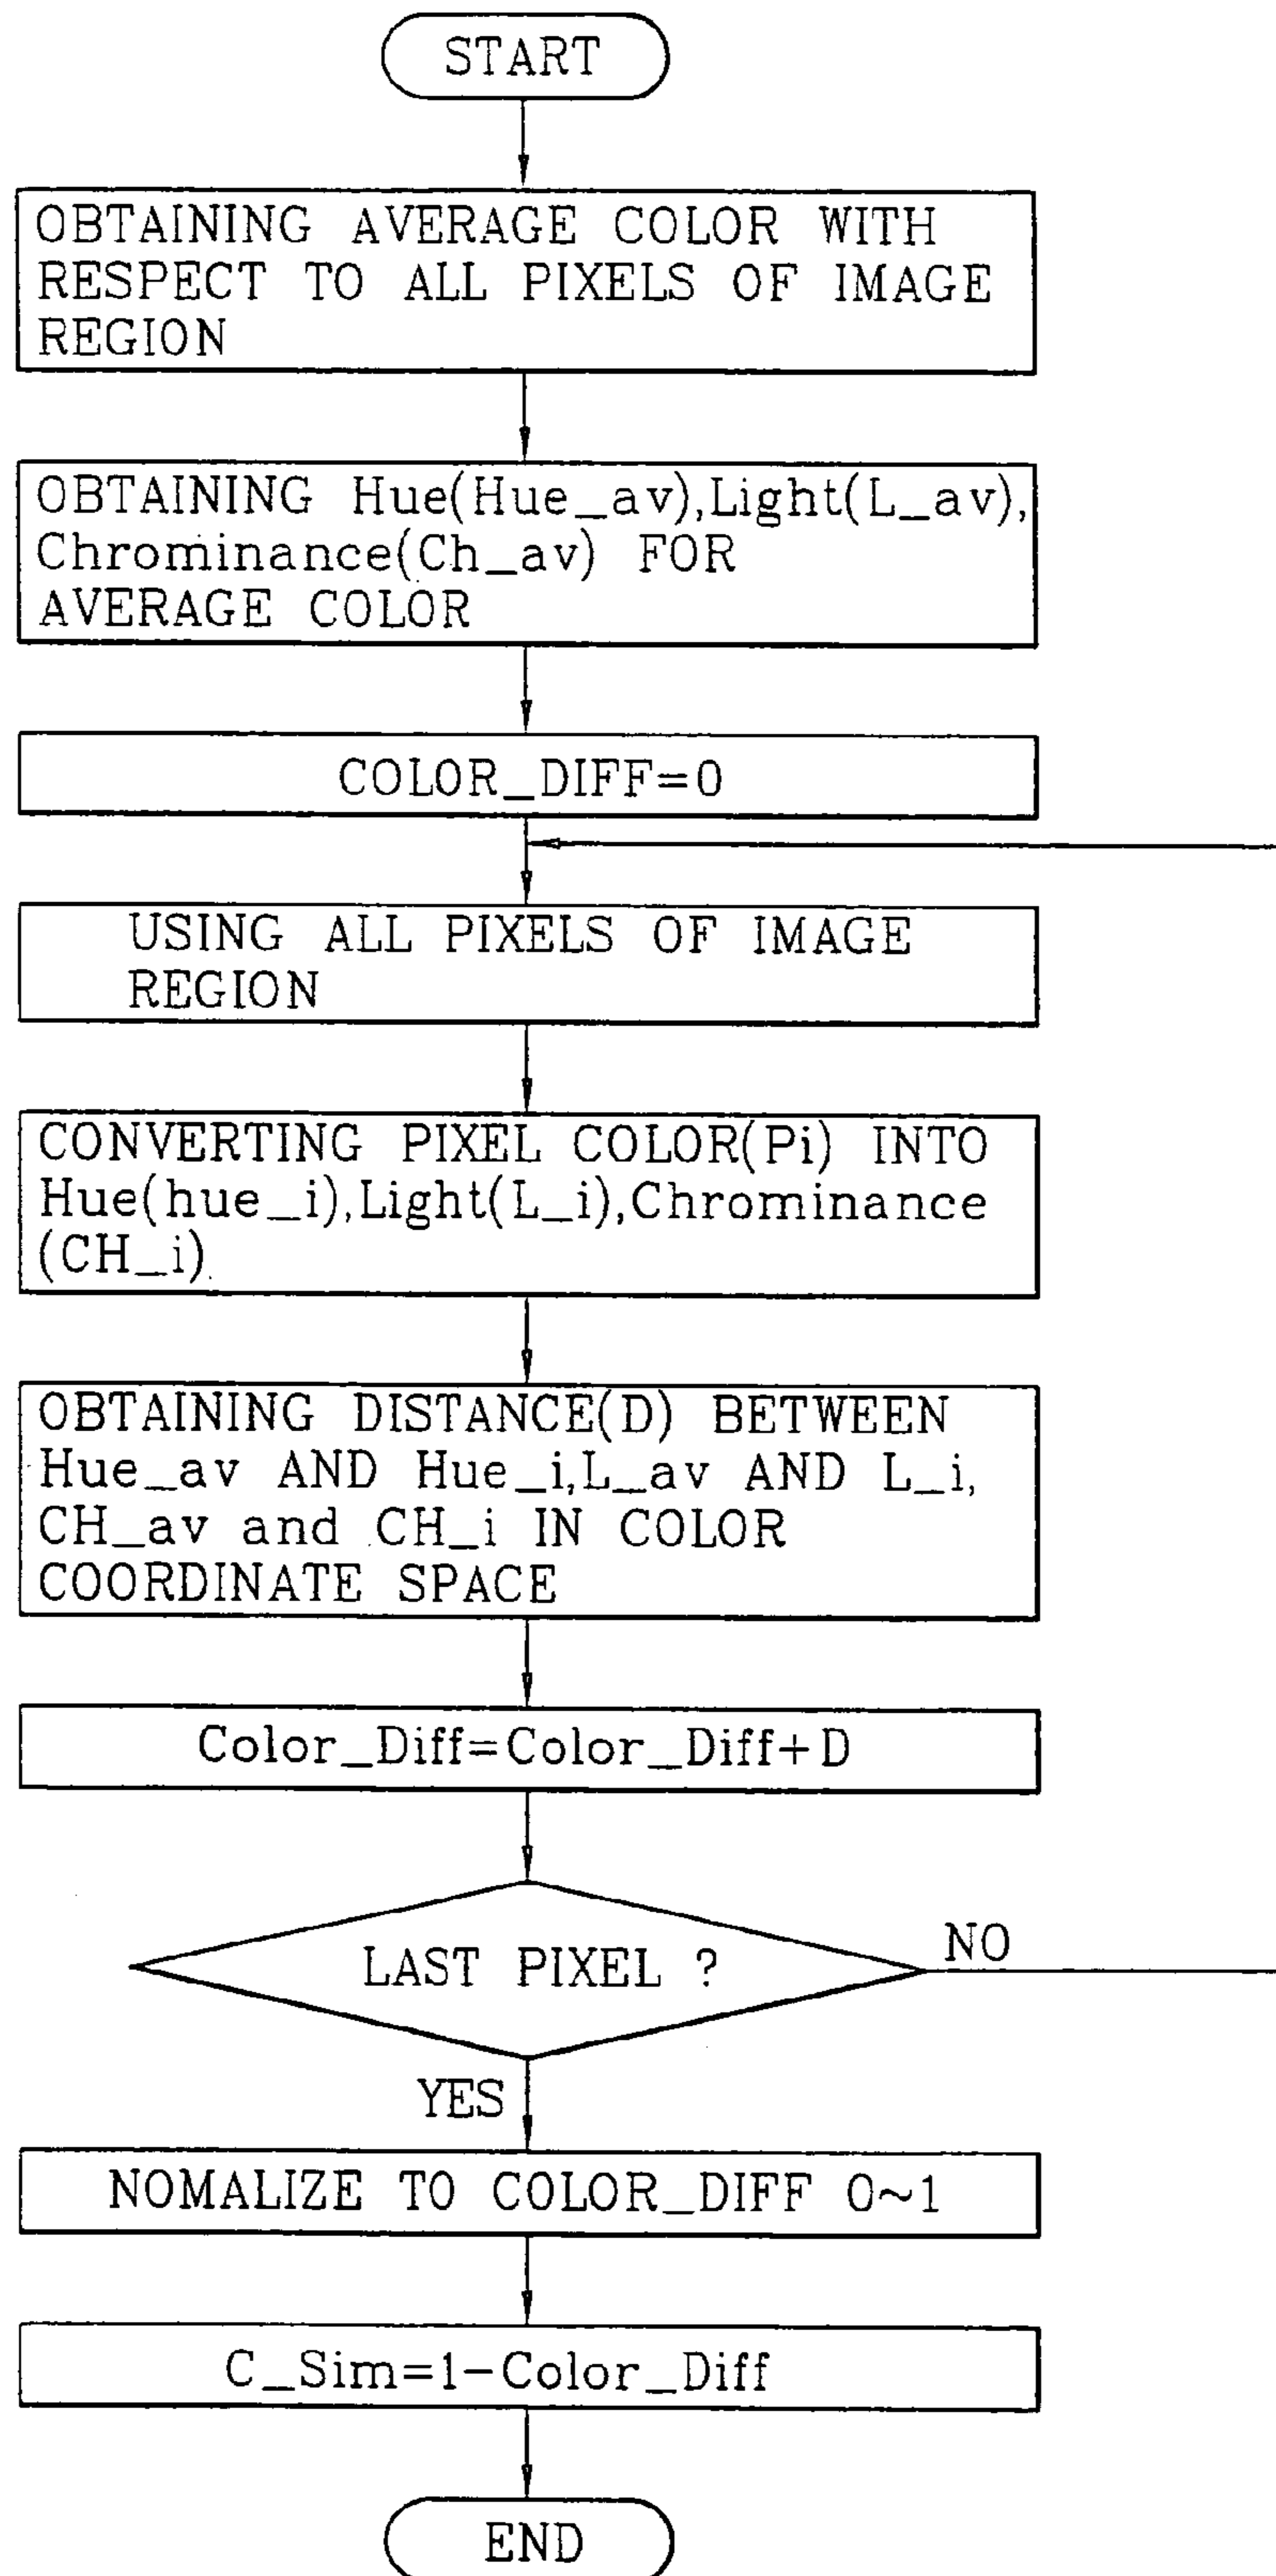 START
OBTAINING AVERAGE COLOR WITH
RESPECT TO ALL PIXELS OF IMAGE
REGION
OBTAINING Hue(Hue_av),Light(L_av),
Chrominance(Ch_av) FOR
AVERAGE COLOR
COLOR_DIFF=0
USING ALL PIXELS OF IMAGE
REGION
CONVERTING PIXEL COLOR(Pi) INTO
Hue(hue_i),Light(L_i),Chrominance
(CH_i)
OBTAINING DISTANCE(D) BETWEEN
Hue_av AND Hue_i,L_av AND L_i,
CH_av and CH_i IN COLOR
COORDINATE SPACE
Color_Diff=Color_Diff+D
LAST PIXEL ?
NO
YES
NOMALIZE TO COLOR_DIFF 0~1
C_Sim=1-Color_Diff
END